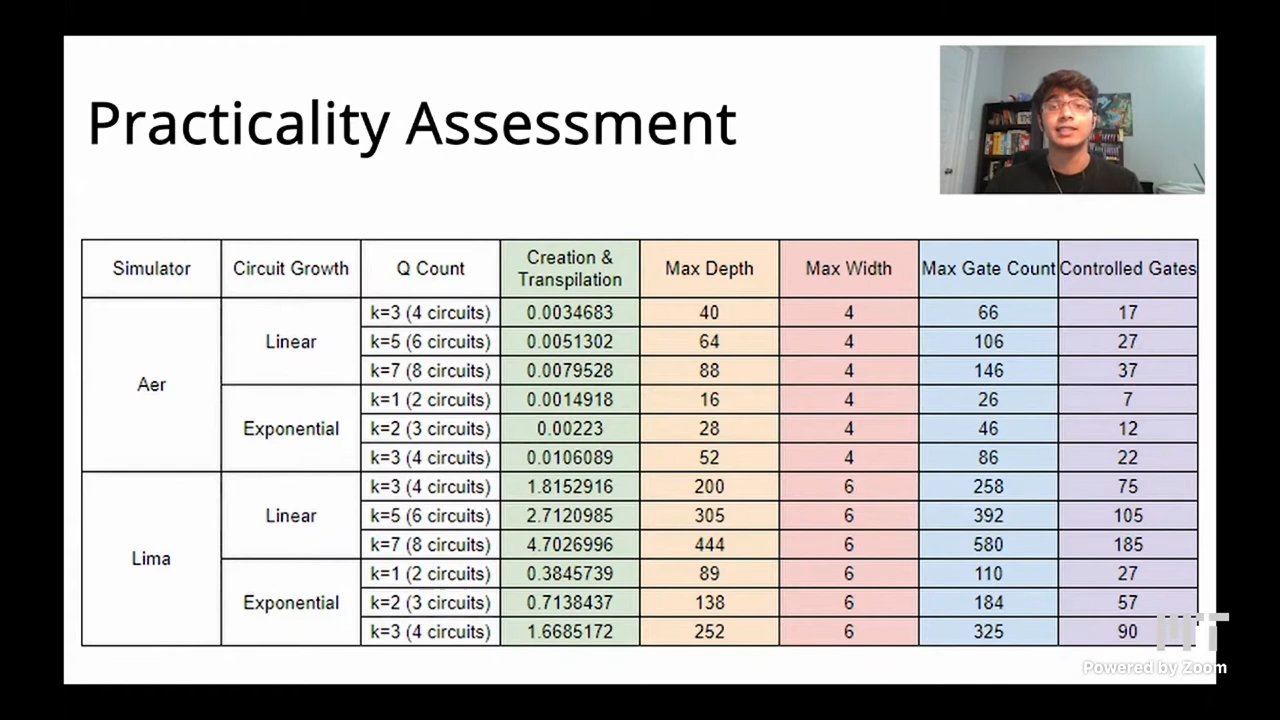 Practicality Assessment
Simulator Circuit Growth Q Count Creation & Transpilation Max Depth Max Width Max Gate Count Controlled Gates
Aer Linear k=3 (4 circuits) 0.0034683 40 4 66 17
k=5 (6 circuits) 0.0051302 64 4 106 27
k=7 (8 circuits) 0.0079528 88 4 146 37
Exponential k=1 (2 circuits) 0.0014918 16 4 26 7
k=2 (3 circuits) 0.00223 28 4 46 12
k=3 (4 circuits) 0.0106089 52 4 86 22
Lima Linear k=3 (4 circuits) 1.8152916 200 6 258 75
k=5 (6 circuits) 2.7120985 305 6 392 105
k=7 (8 circuits) 4.7026996 444 6 580 185
Exponential k=1 (2 circuits) 0.3845739 89 6 110 27
k=2 (3 circuits) 0.7138437 138 6 184 57
k=3 (4 circuits) 1.6685172 252 6 325 90
MIT
Powered by Zoom